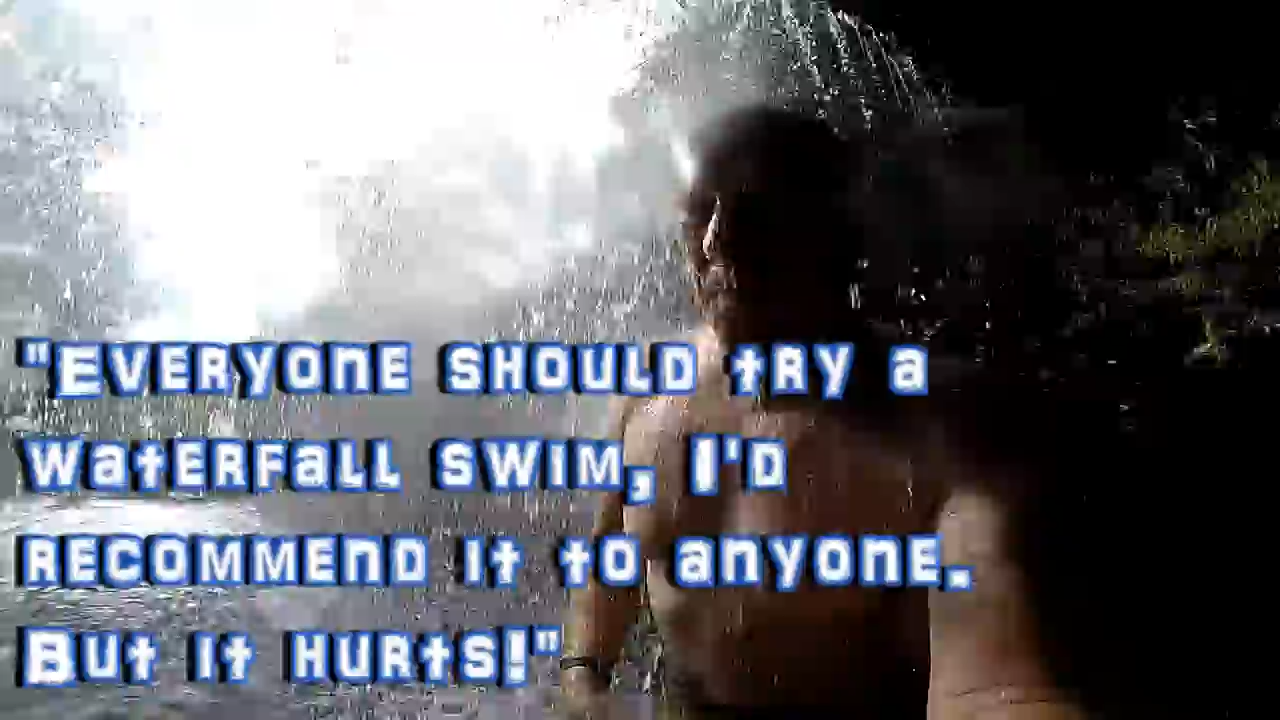 "Everyone should try a
waterfall swim, I'd
recommend it to anyone.
But it hurts!"